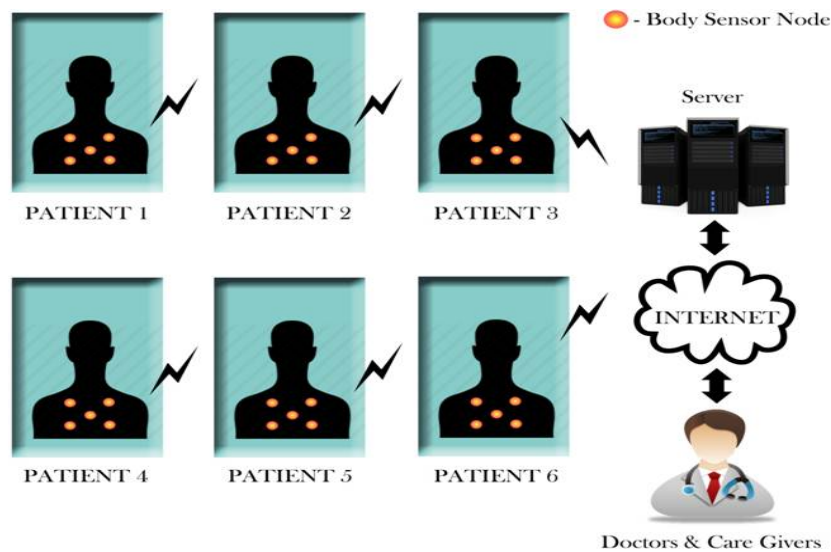 - Body Sensor Node
Server
PATIENT 1
PATIENT 2
PATIENT 3
INTERNET
PATIENT 4
PATIENT 5
PATIENT 6
Doctors & Care Givers